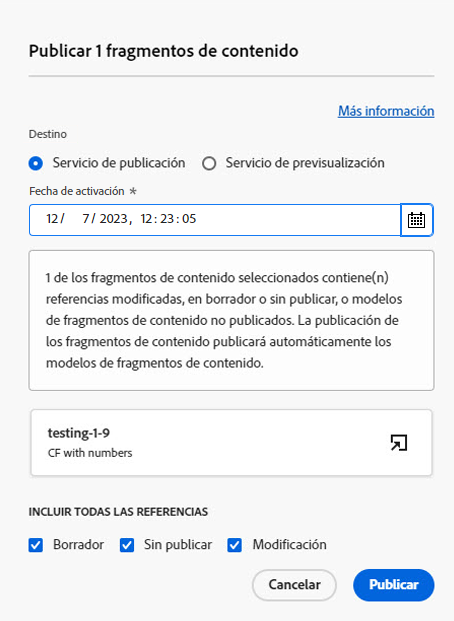 Publicar 1 fragmentos de contenido
Más información
Destino
Servicio de publicación Servicio de previsualización
Fecha de activación *
12/ 7/2023, 12:23:05
1 de los fragmentos de contenido seleccionados contiene(n)
referencias modificadas, en borrador o sin publicar, o modelos
de fragmentos de contenido no publicados. La publicación de
los fragmentos de contenido publicará automáticamente los
modelos de fragmentos de contenido.
testing-1-9
CF with numbers
INCLUIR TODAS LAS REFERENCIAS
Borrador Sin publicar Modificación
Cancelar Publicar